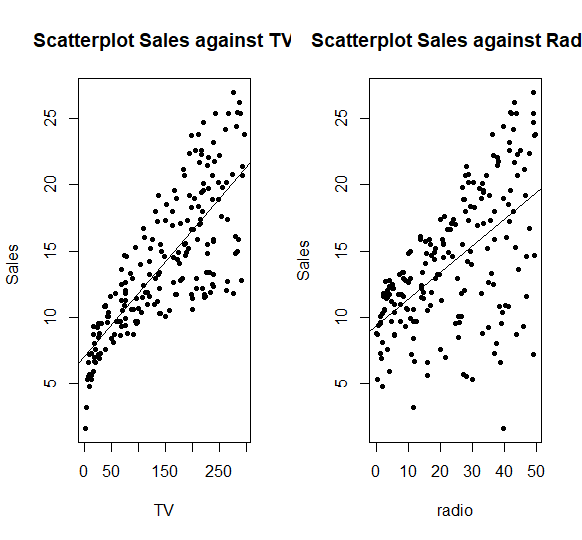 Scatterplot Sales against TV
Sales
25
20
15
10
5
0 50 150 250
TV
Scatterplot Sales against Rad
Sales
25
20
15
10
5
0 10 20 30 40 50
radio